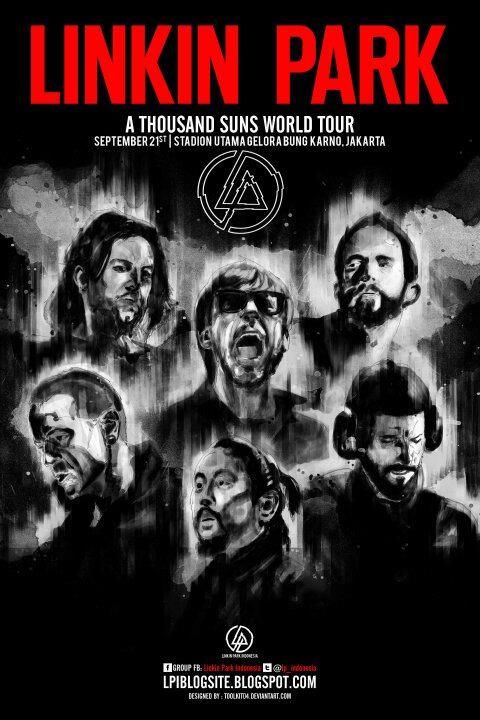 LINKIN PARK
A THOUSAND SUNS WORLD TOUR
SEPTEMBER 21ST | STADION UTAMA GELORA BUNG KARNO, JAKARTA
LINKIN PARK INDONESIA
GROUP FB: Linkin Park Indonesia @lp_indonesia
LPIBLOGSITE.BLOGSPOT.COM
DESIGNED BY : TOOLKIT04.DEVIANTART.COM